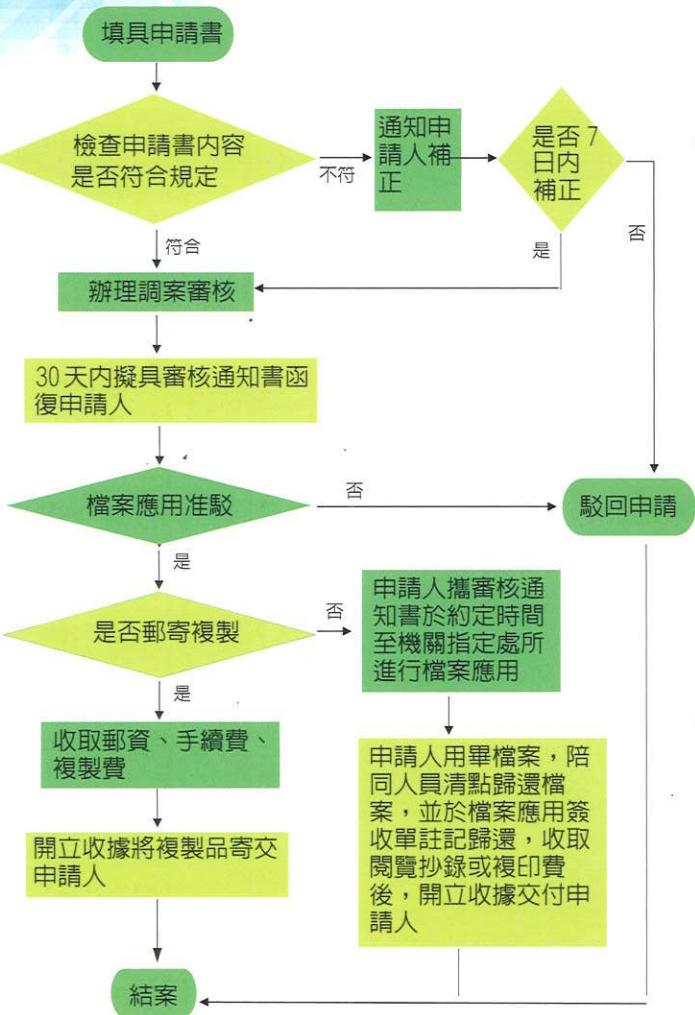 填具申請書
檢查申請書內容
是否符合規定
不符
通知申
請人補
正
是否 7
日內
補正
符合
是
否
辦理調案審核
30天內擬具審核通知書函
復申請人
檔案應用准駁
否
駁回申請
是
是否郵寄複製
否
申請人攜審核通
知書於約定時間
至機關指定處所
進行檔案應用
是
收取郵資、手續費、
複製費
申請人用畢檔案，陪
同人員清點歸還檔
案，並於檔案應用簽
收單註記歸還，收取
閱覽抄錄或複印費
後，開立收據交付申
請人
開立收據將複製品寄交
申請人
結案